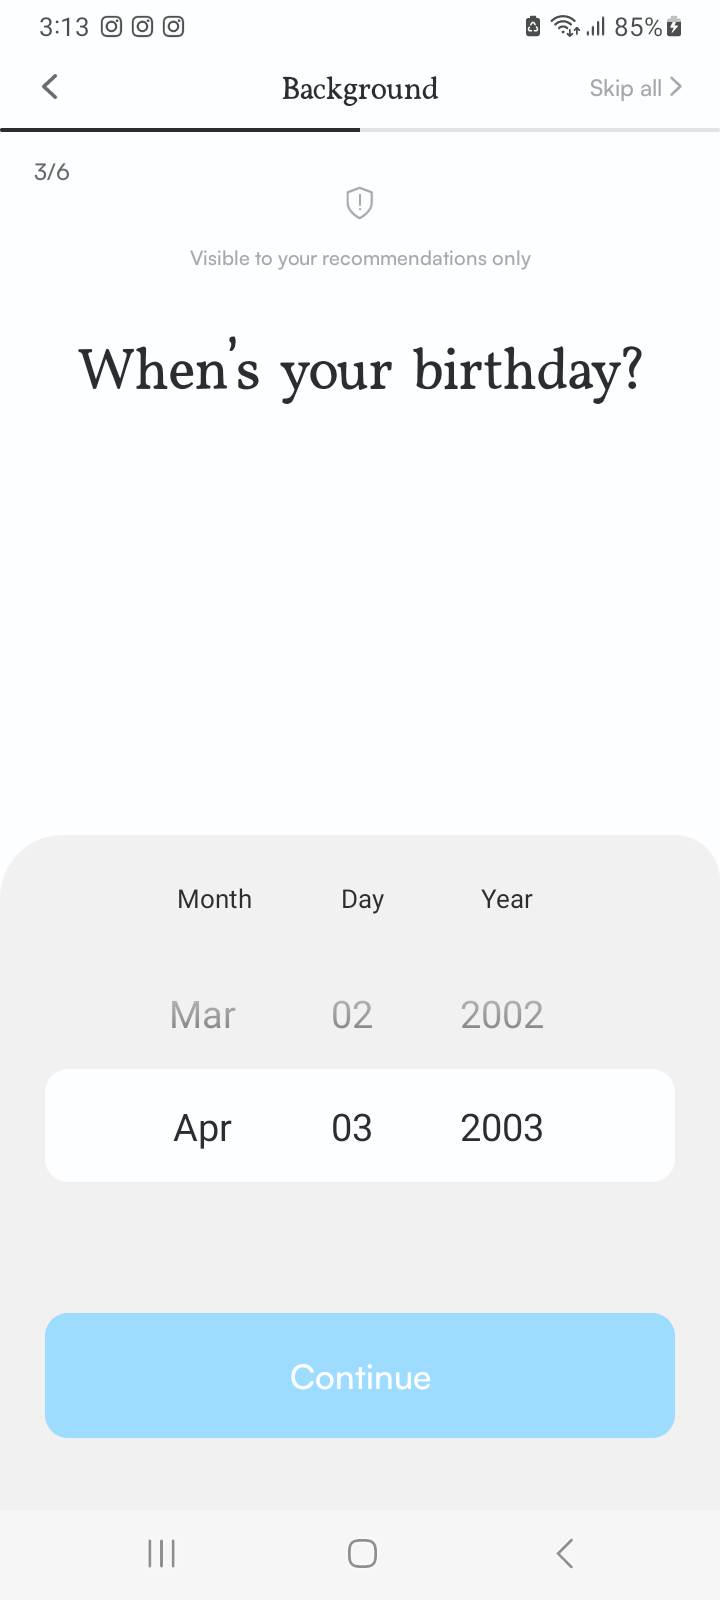 3:13 85%
Background Skip all
3/6
Visible to your recommendations only
When's your birthday?
Month Day Year
Mar 02 2002
Apr 03 2003
Continue